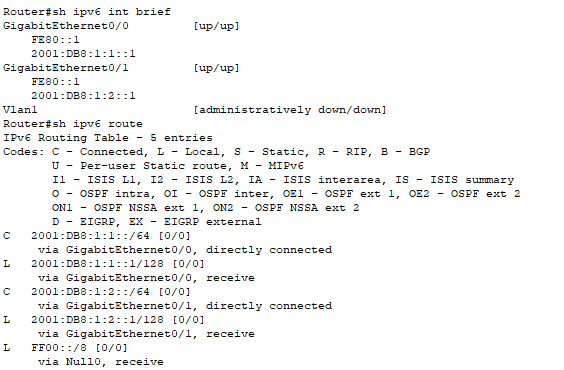 Router#sh ipv6 int brief
GigabitEthernet0/0 [up/up]
FE80::1
2001:DB8:1:1::1
GigabitEthernet0/1 [up/up]
FE80::1
2001:DB8:1:2::1
Vlan1 [administratively down/down]
Router#sh ipv6 route
IPv6 Routing Table - 5 entries
Codes: C - Connected, L - Local, S - Static, R - RIP, B - BGP
U - Per-user Static route, M - MIPv6
I1 - ISIS L1, I2 - ISIS L2, IA - ISIS interarea, IS - ISIS summary
O - OSPF intra, OI - OSPF inter, OE1 - OSPF ext 1, OE2 - OSPF ext 2
ON1 - OSPF NSSA ext 1, ON2 - OSPF NSSA ext 2
D - EIGRP, EX - EIGRP external
C 2001:DB8:1:1::/64 [0/0]
via GigabitEthernet0/0, directly connected
L 2001:DB8:1:1::1/128 [0/0]
via GigabitEthernet0/0, receive
C 2001:DB8:1:2::/64 [0/0]
via GigabitEthernet0/1, directly connected
L 2001:DB8:1:2::1/128 [0/0]
via GigabitEthernet0/1, receive
L FF00::/8 [0/0]
via Null0, receive